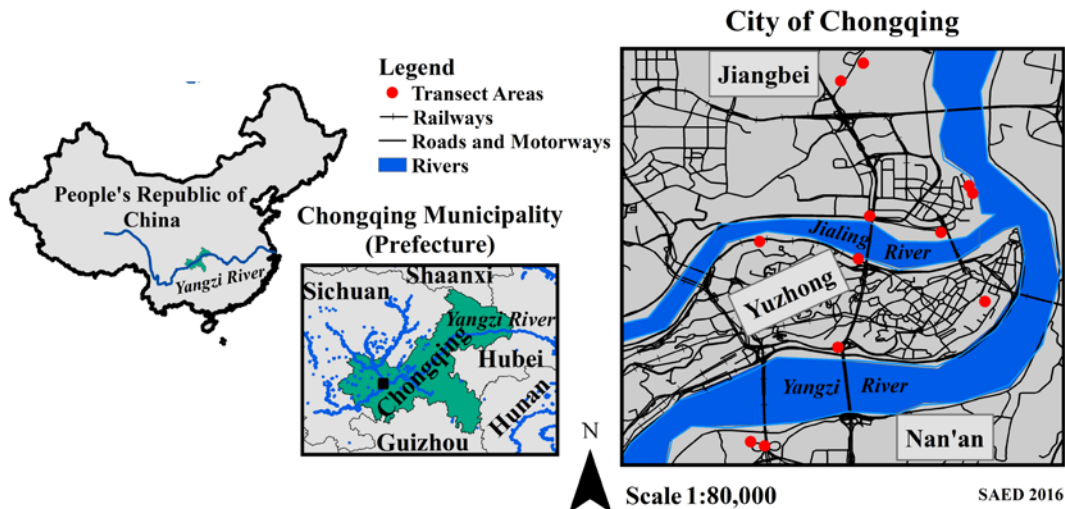 People's Republic of
China
Yangzi River
Legend
Transect Areas
Railways
Roads and Motorways
Rivers
Chongqing Municipality
(Prefecture)
Shaanxi
Sichuan
Yangzi River
Chongqing
Hubei
Hunan
Guizhou
N
City of Chongqing
Jiangbei
Jialing
River
Yuzhong
Yangzi
River
Nan'an
Scale 1:80,000
SAED 2016